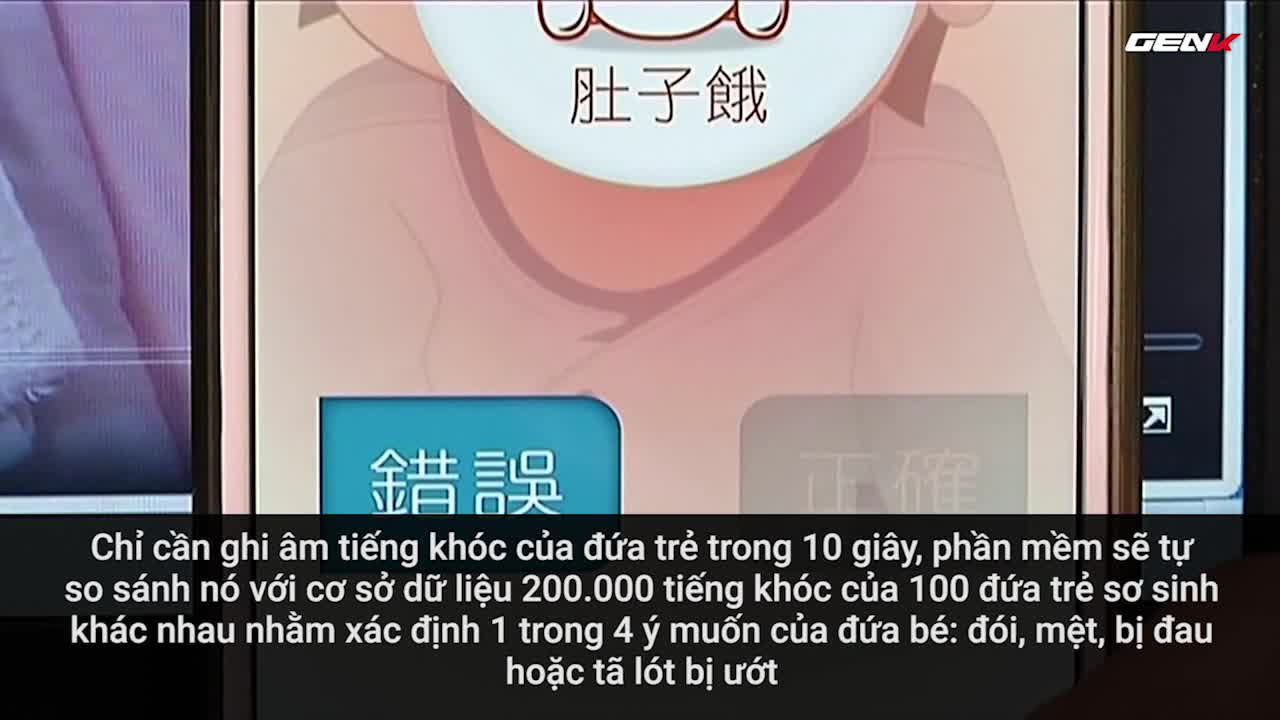 GENK
肚子餓
錯誤
正確
Chỉ cần ghi âm tiếng khóc của đứa trẻ trong 10 giây, phần mềm sẽ tự
so sánh nó với cơ sở dữ liệu 200.000 tiếng khóc của 100 đứa trẻ sơ sinh
khác nhau nhằm xác định 1 trong 4 ý muốn của đứa bé: đói, mệt, bị đau
hoặc tã lót bị ướt